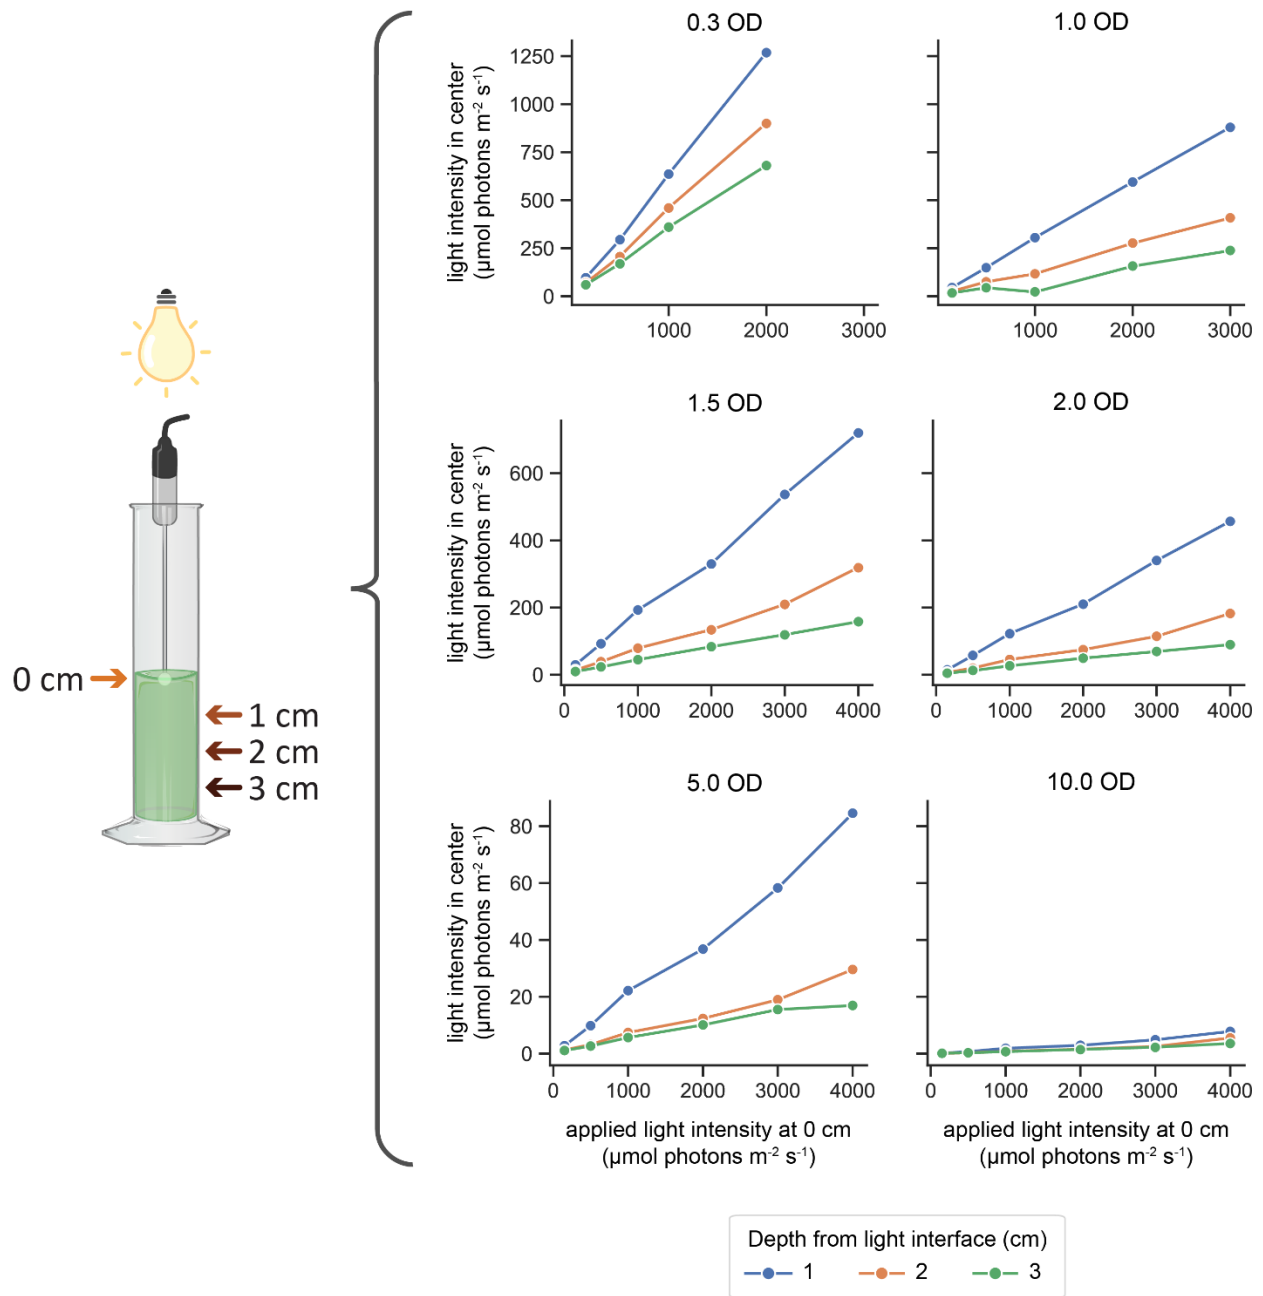 0.3 OD
1.0 OD
light intensity in center
(µmol photons m⁻² s⁻¹)
1250
1000
750
500
250
0
1000
2000
3000
1000
2000
3000
1.5 OD
2.0 OD
light intensity in center
(µmol photons m⁻² s⁻¹)
600
400
200
0
0
1000
2000
3000
4000
0
1000
2000
3000
4000
0 cm
1 cm
2 cm
3 cm
5.0 OD
10.0 OD
light intensity in center
(µmol photons m⁻² s⁻¹)
80
60
40
20
0
0
1000
2000
3000
4000
0
1000
2000
3000
4000
applied light intensity at 0 cm
(µmol photons m⁻² s⁻¹)
applied light intensity at 0 cm
(µmol photons m⁻² s⁻¹)
Depth from light interface (cm)
1
2
3